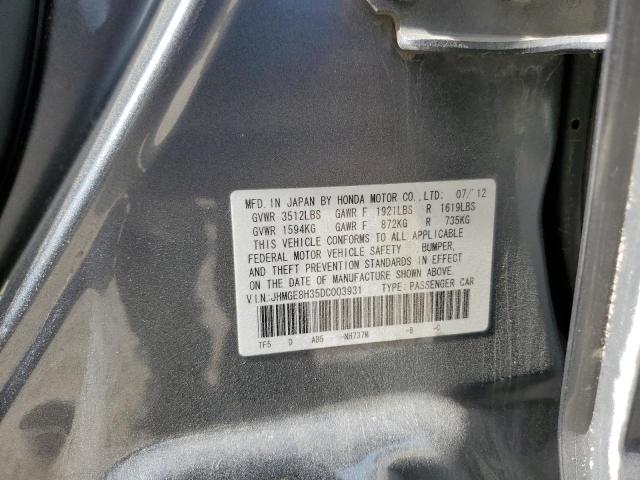 MFD. IN JAPAN BY HONDA MOTOR CO.,LTD: 07/'12
GVWR 3512LBS GAWR F 1921LBS R 1619LBS
GVWR 1594KG GAWR F 872KG R 735KG
THIS VEHICLE CONFORMS TO ALL APPLICABLE
FEDERAL MOTOR VEHICLE SAFETY , BUMPER,
AND THEFT PREVENTION STANDARDS IN EFFECT
ON THE DATE OF MANUFACTURE SHOWN ABOVE.
V I.N:JHMGE8H35DC003931 TYPE: PASSENGER CAR
TF5 D AB5 -NH737M -B -C